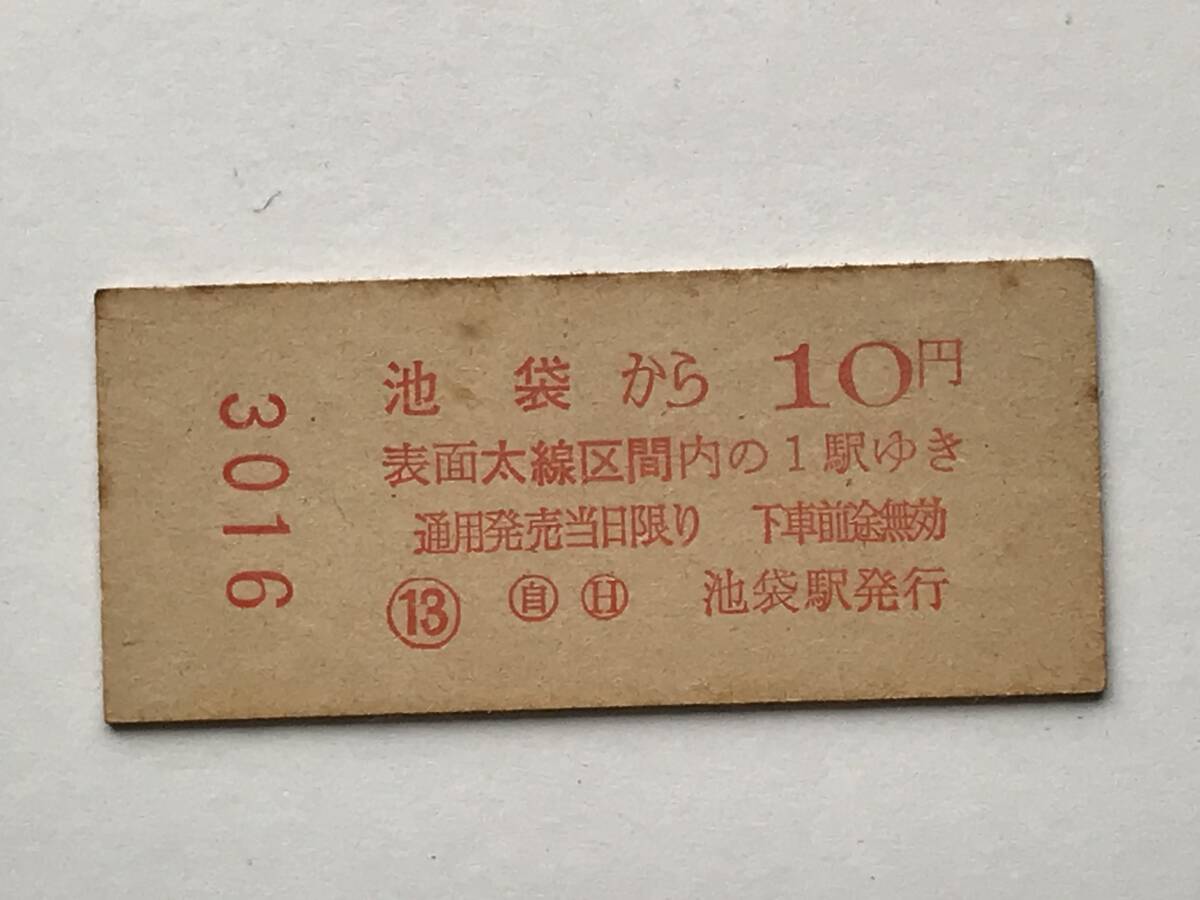 池袋から10円
表面太線区間内の1駅ゆき
通用発売当日限り 下車前途無効
⑬ ㊀自 ㊐ 池袋駅発行
3016